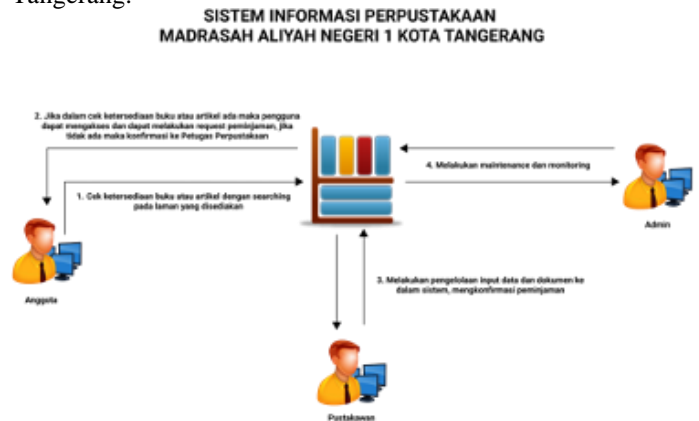 Tangerang.
SISTEM INFORMASI PERPUSTAKAAN
MADRASAH ALIYAH NEGERI 1 KOTA TANGERANG
2. Jika dalam cek ketersediaan buku atau artikel ada maka pengguna
dapat mengakses dan dapat melakukan request peminjaman, jika
tidak ada maka konfirmasi ke Petugas Perpustakaan
4. Melakukan maintenance dan monitoring
1. Cek ketersediaan buku atau artikel dengan searching
pada laman yang disediakan
Admin
3. Melakukan pengelolaan input data dan dokumen ke
dalam sistem, mengkonfirmasi peminjaman
Anggota
Pustakawan